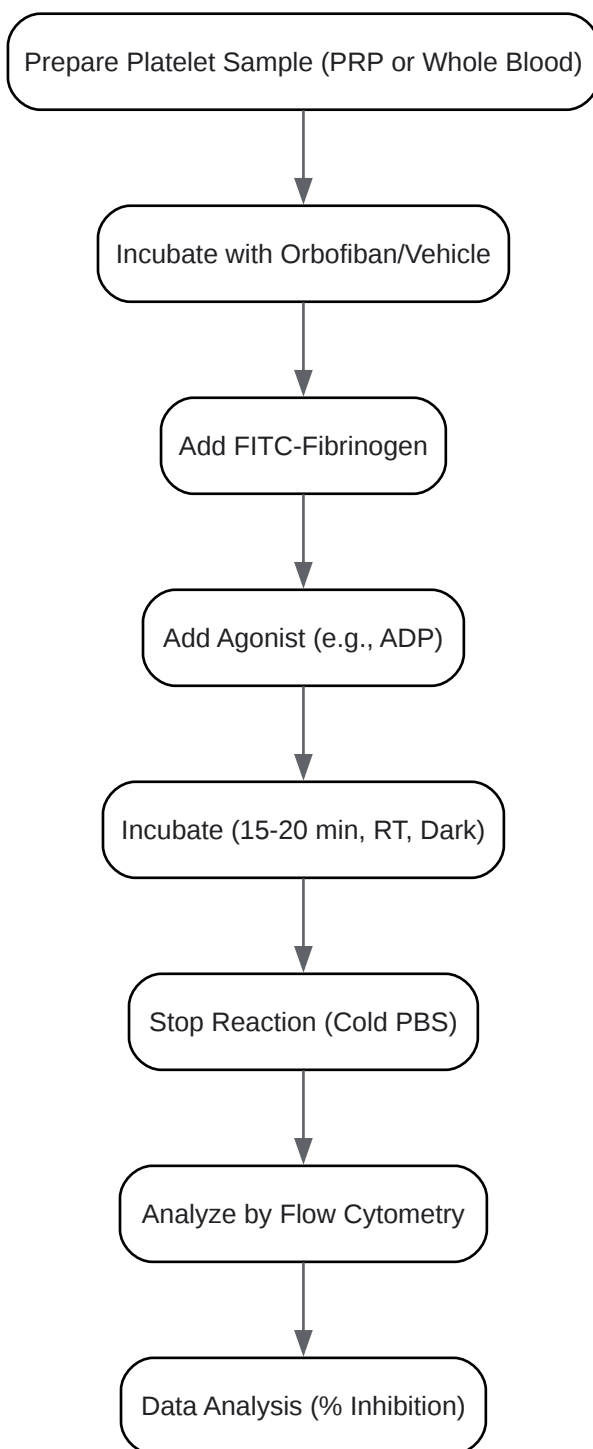 Prepare Platelet Sample (PRP or Whole Blood)
Incubate with Orbofiban/Vehicle
Add FITC-Fibrinogen
Add Agonist (e.g., ADP)
Incubate (15-20 min, RT, Dark)
Stop Reaction (Cold PBS)
Analyze by Flow Cytometry
Data Analysis (% Inhibition)